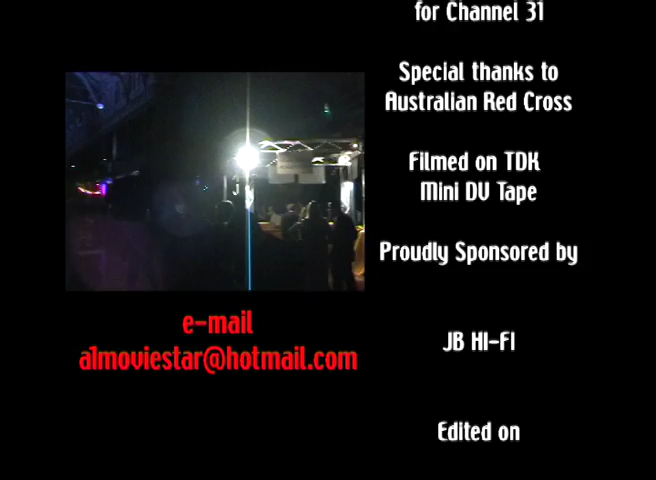 for Channel 31
Special thanks to
Australian Red Cross
Filmed on TDK
Mini DV Tape
Proudly Sponsored by
JB HI-FI
Edited on
e-mail
a1moviestar@hotmail.com